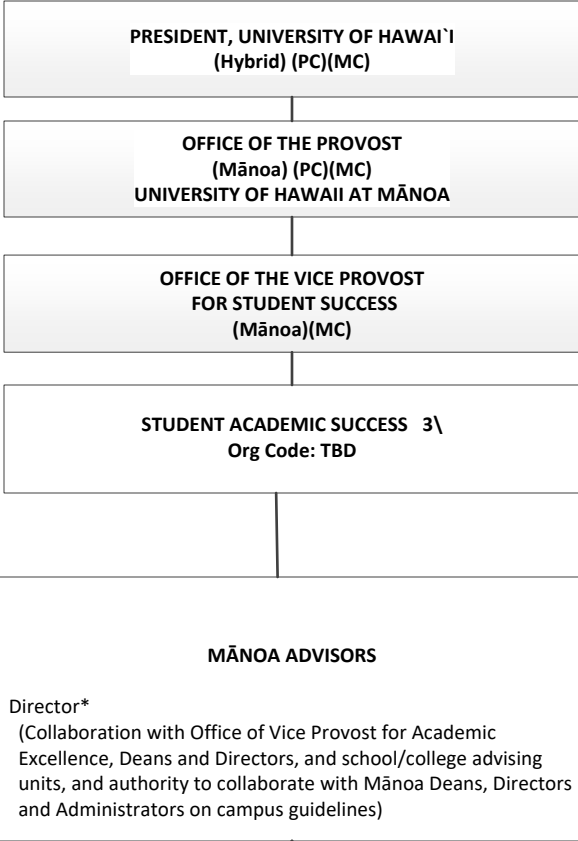 PRESIDENT, UNIVERSITY OF HAWAI`I
(Hybrid) (PC)(MC)
OFFICE OF THE PROVOST
(Mānoa) (PC)(MC)
UNIVERSITY OF HAWAII AT MĀNOA
OFFICE OF THE VICE PROVOST
FOR STUDENT SUCCESS
(Mānoa)(MC)
STUDENT ACADEMIC SUCCESS 3\
Org Code: TBD
MĀNOA ADVISORS
Director*
(Collaboration with Office of Vice Provost for Academic
Excellence, Deans and Directors, and school/college advising
units, and authority to collaborate with Mānoa Deans, Directors
and Administrators on campus guidelines)